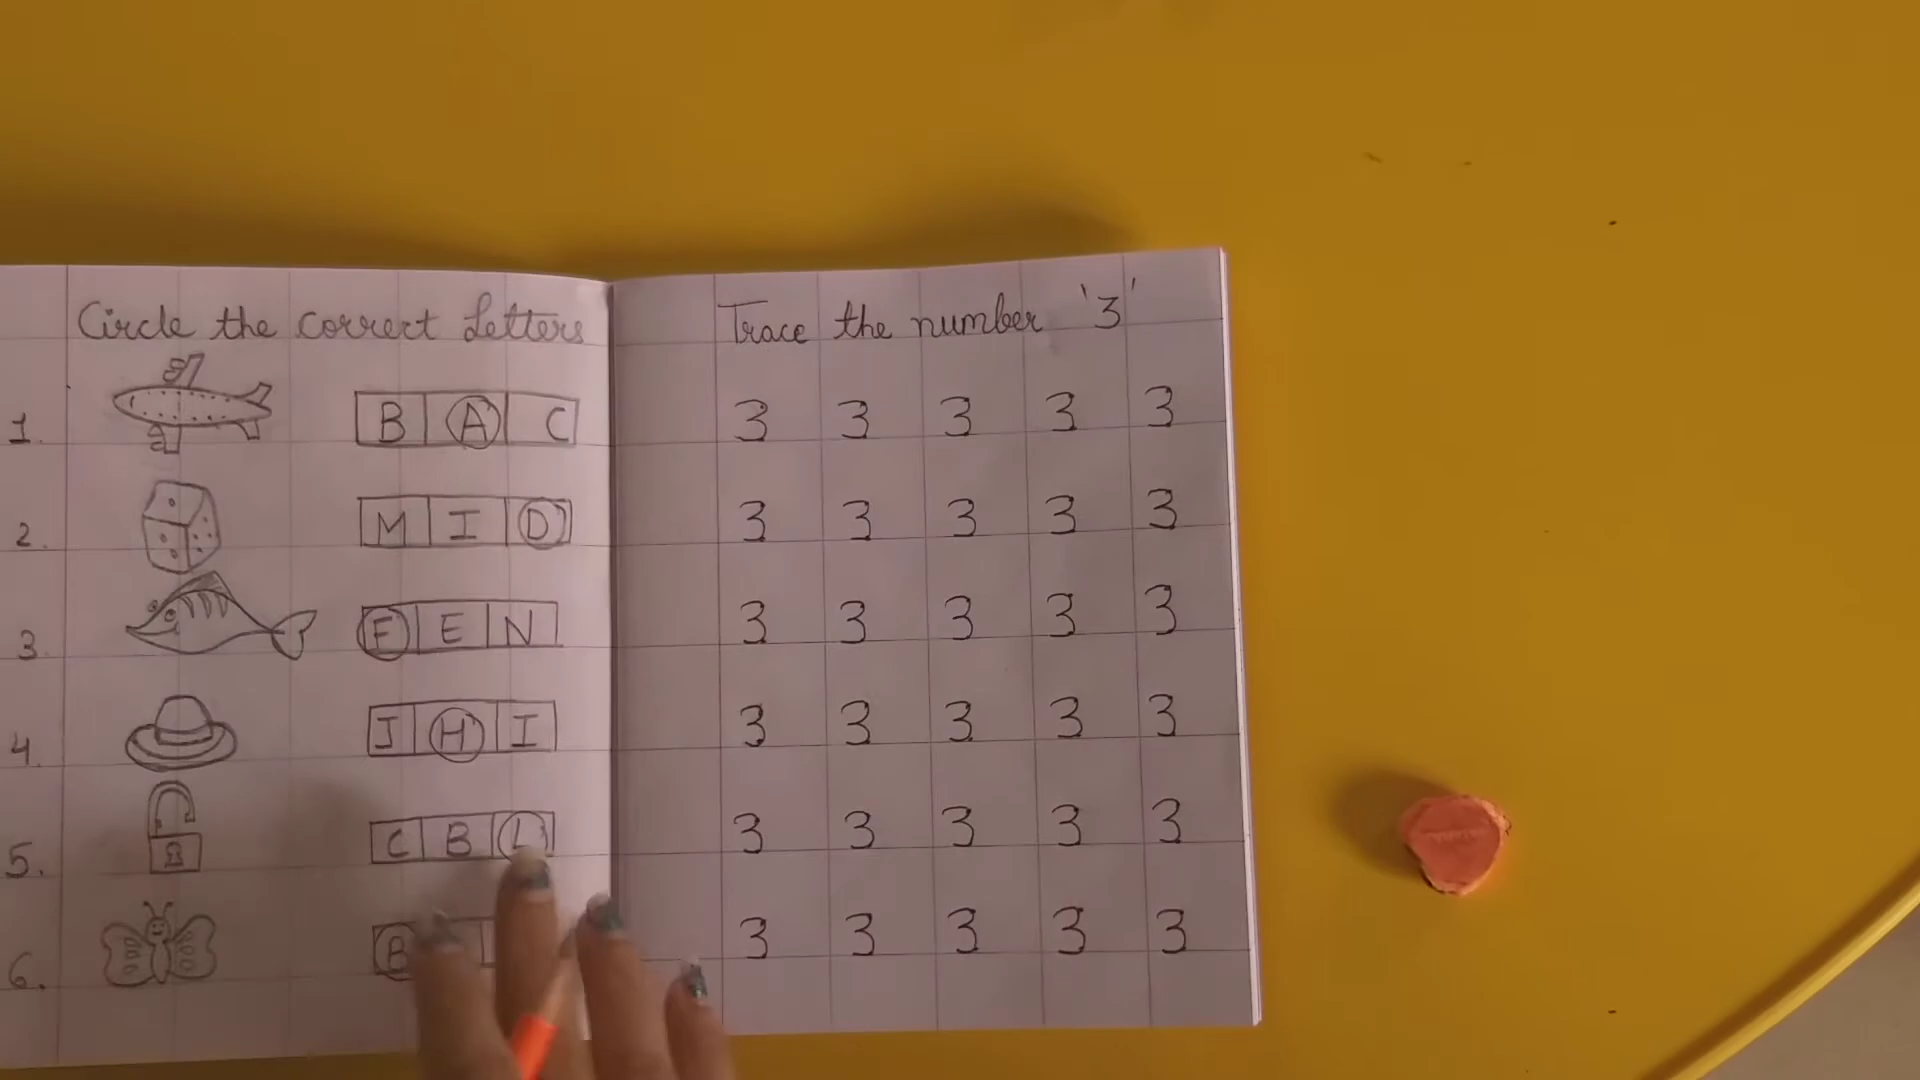 Circle the correct Letters
1. B A C
2. M I D
3. F E N
4. J H I
5. C B L
6. B
Trace the number '3'
3 3 3 3 3
3 3 3 3 3
3 3 3 3 3
3 3 3 3 3
3 3 3 3 3
3 3 3 3 3